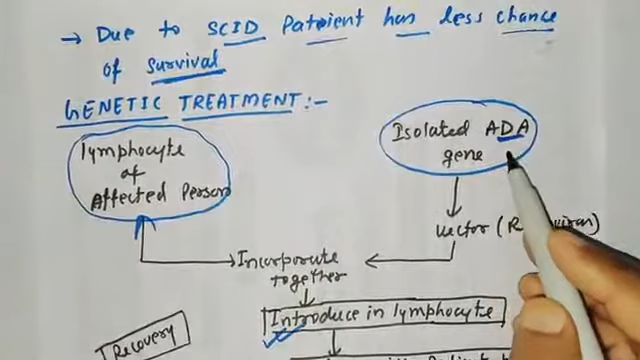 → Due to SCID Patoient has less chance
of survival
GENETIC TREATMENT:-
lymphocyte
of
Affected Person
Isolated ADA
gene
Vector (R
Incorporate
together
Introduce in lymphocyte
Recovery